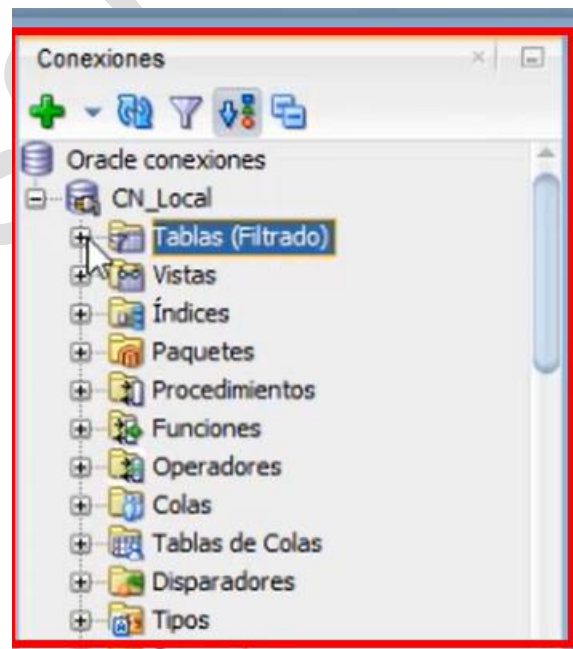 Conexiones
Oracle conexiones
CN_Local
Tablas (Filtrado)
Vistas
Índices
Paquetes
Procedimientos
Funciones
Operadores
Colas
Tablas de Colas
Disparadores
Tipos